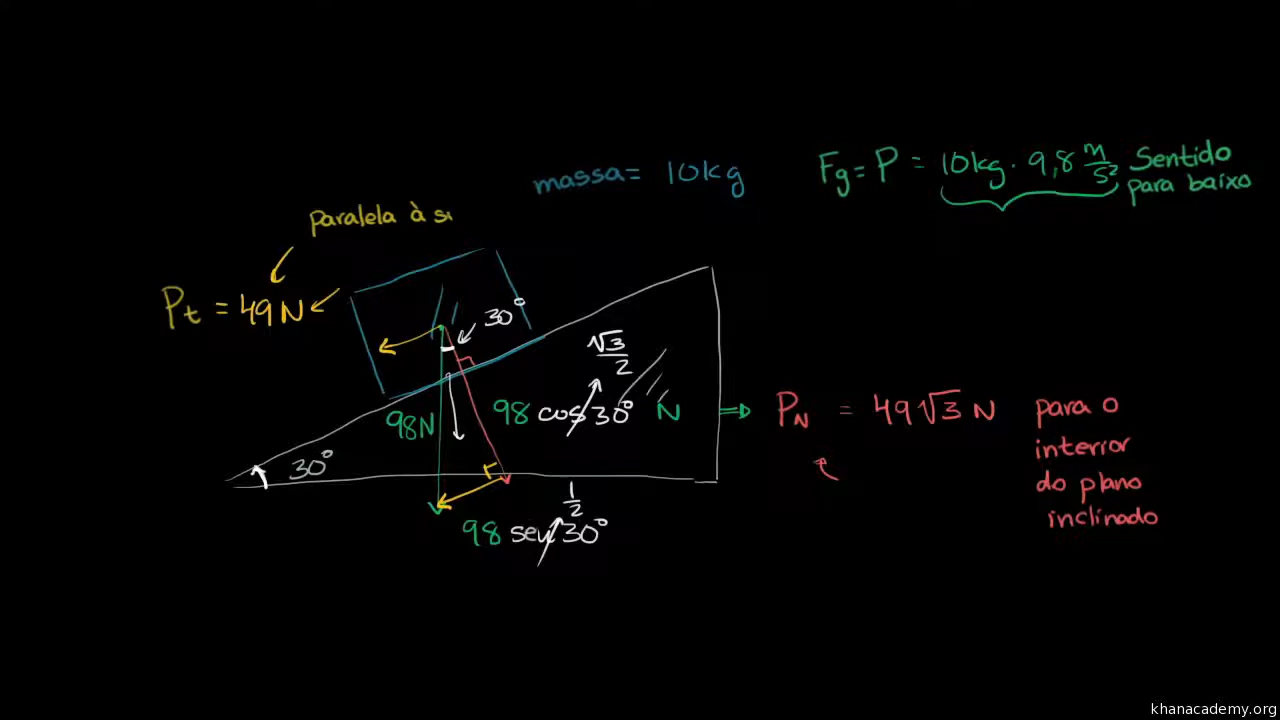 massa= 10kg
Fg=P = 10kg. 9,8 m/s² Sentido
para baixo
paralela à su
Pt = 49N
30°
√3/2
98N
98 cos 30° N
⇒ PN = 49√3 N para o
interior
do plano
inclinado
30°
1/2
98 sen 30°
khanacademy.org